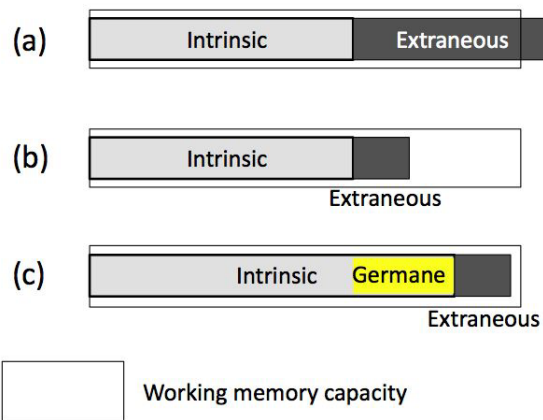 (a) Intrinsic Extraneous
(b) Intrinsic
Extraneous
(c) Intrinsic Germane
Extraneous
Working memory capacity